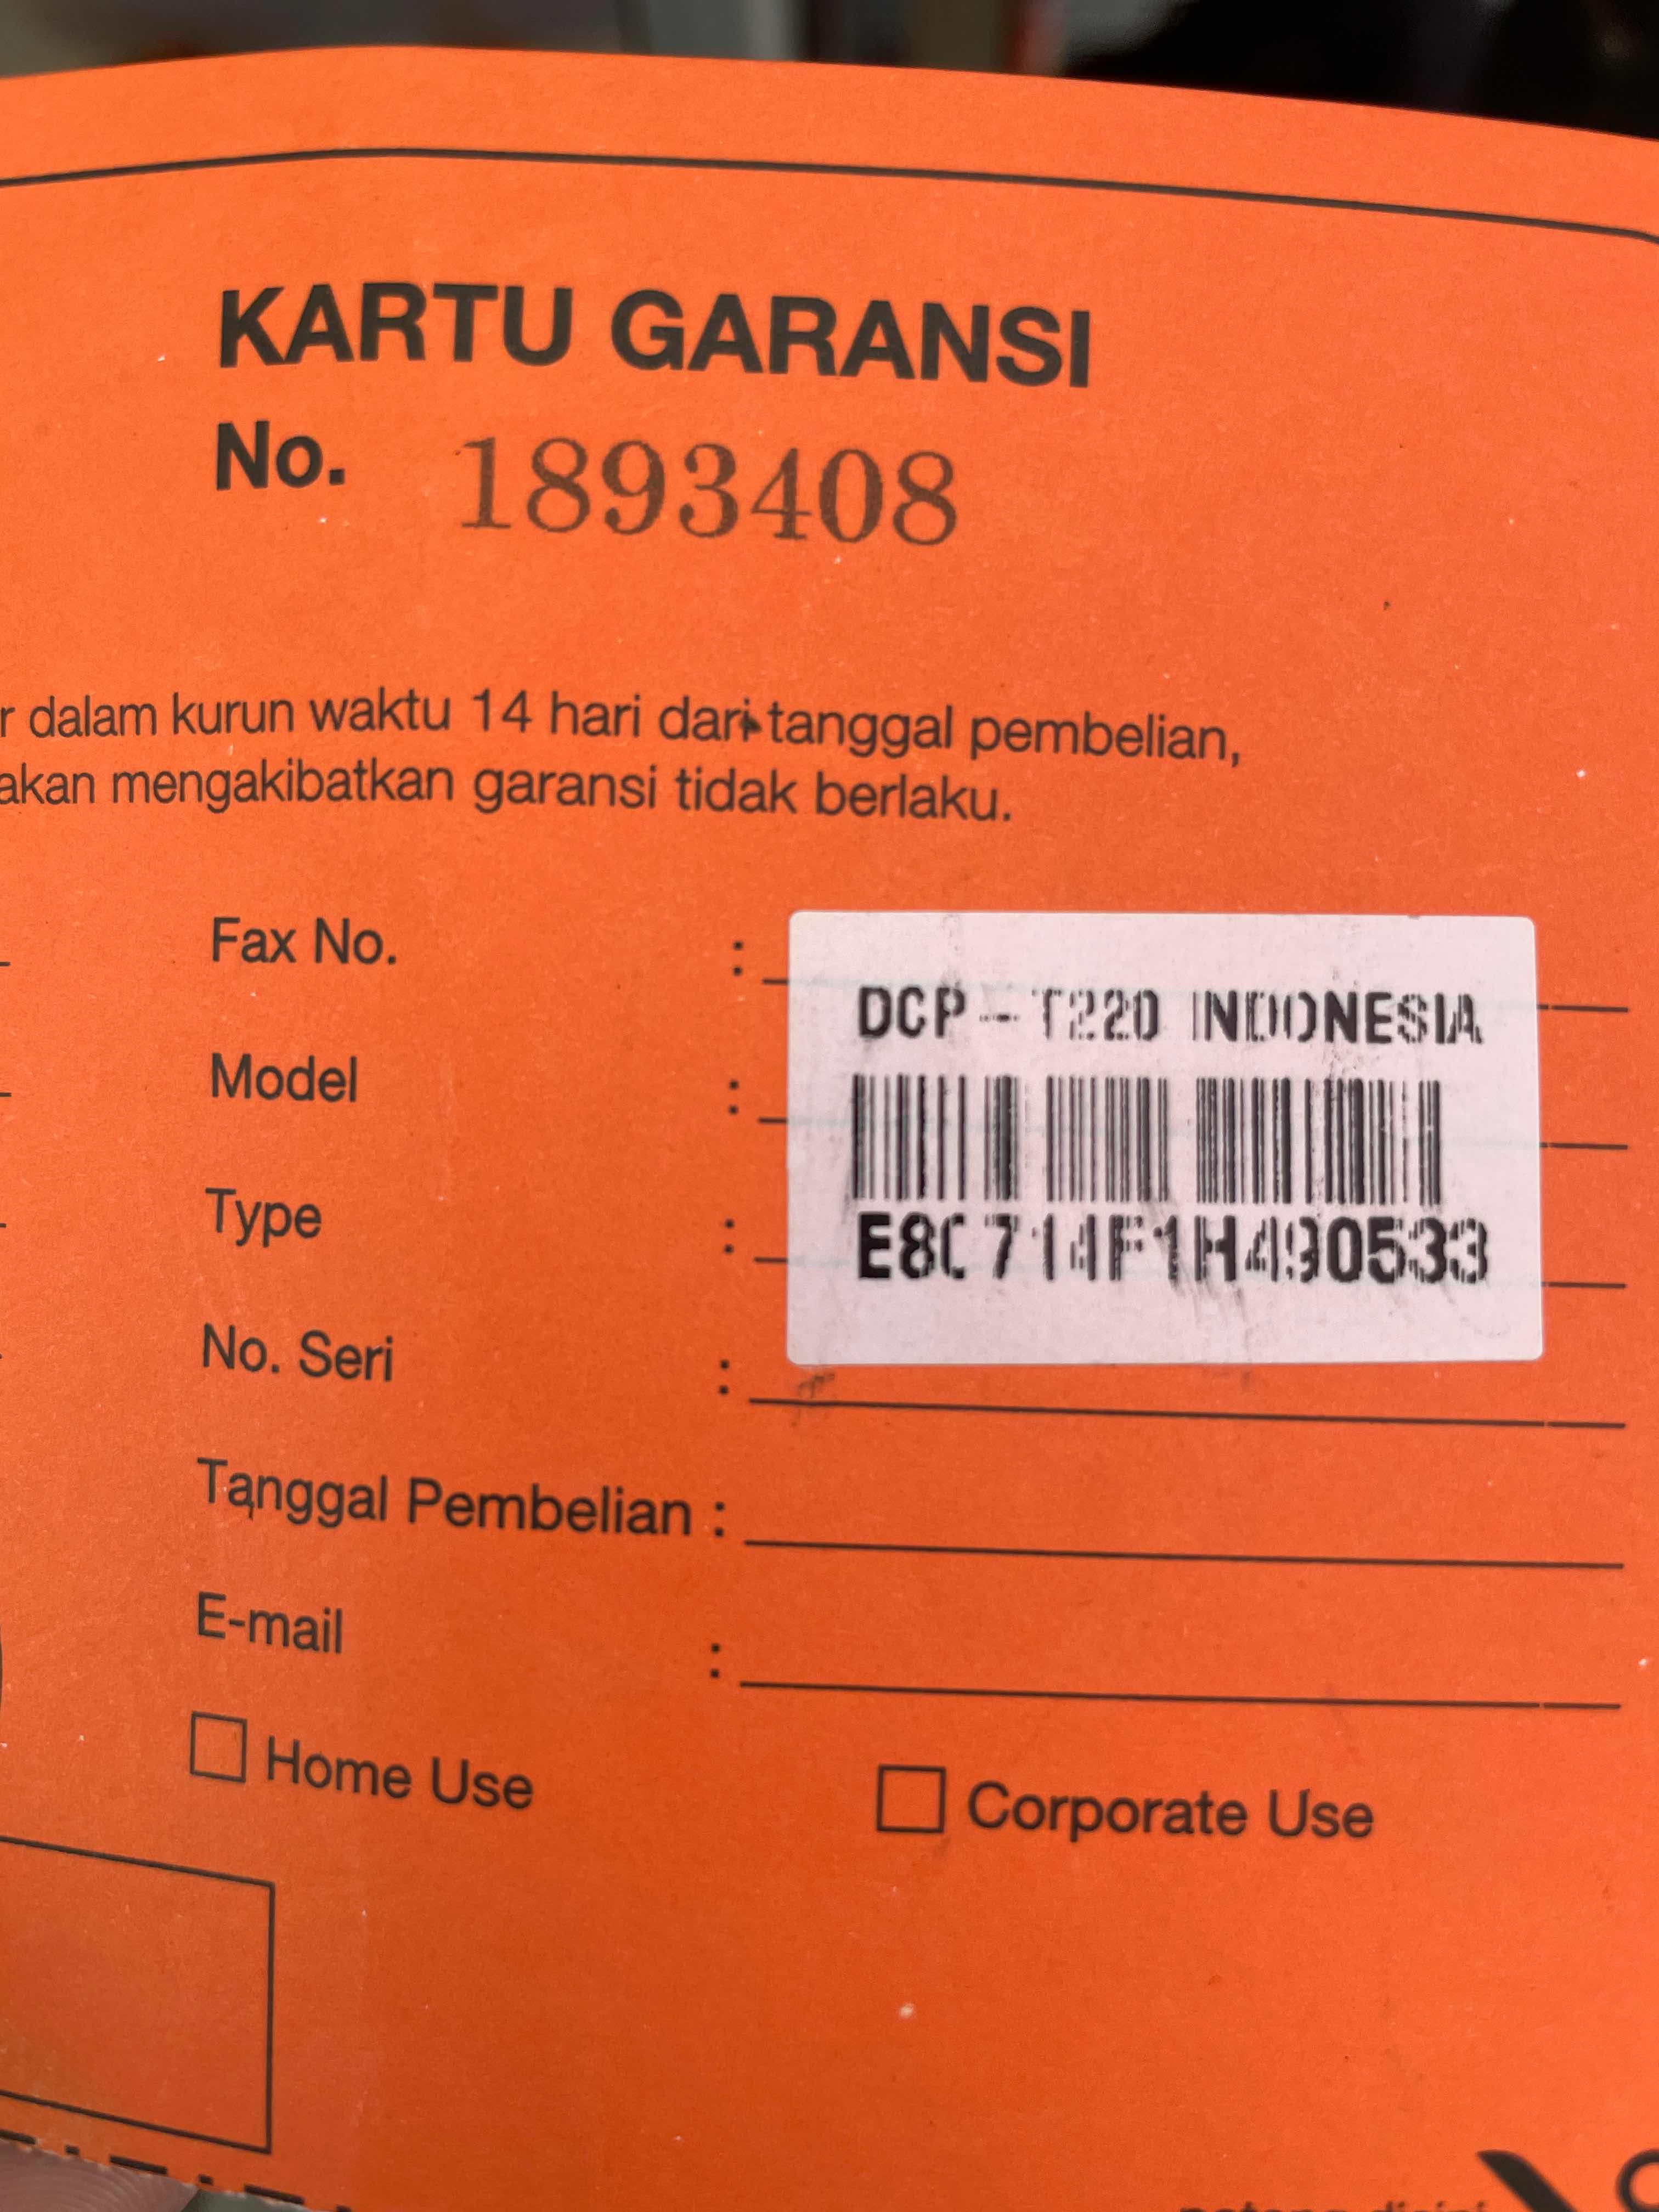 KARTU GARANSI
No. 1893408
r dalam kurun waktu 14 hari dari tanggal pembelian,
akan mengakibatkan garansi tidak berlaku.
Fax No. :
DCP-T220 INDONESIA
Model :
Type :
E8C714F1H490533
No. Seri :
Tanggal Pembelian :
E-mail :
Home Use
Corporate Use